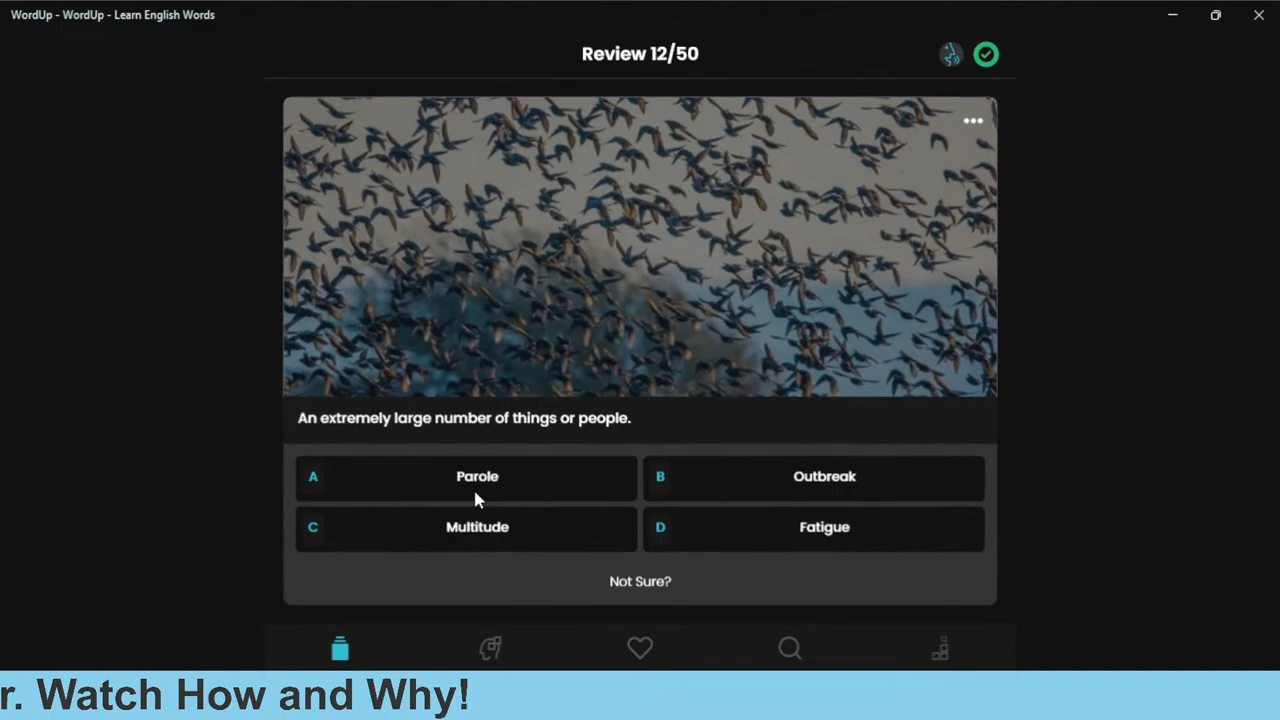 WordUp - WordUp - Learn English Words
Review 12/50
An extremely large number of things or people.
A Parole
B Outbreak
C Multitude
D Fatigue
Not Sure?
r. Watch How and Why!